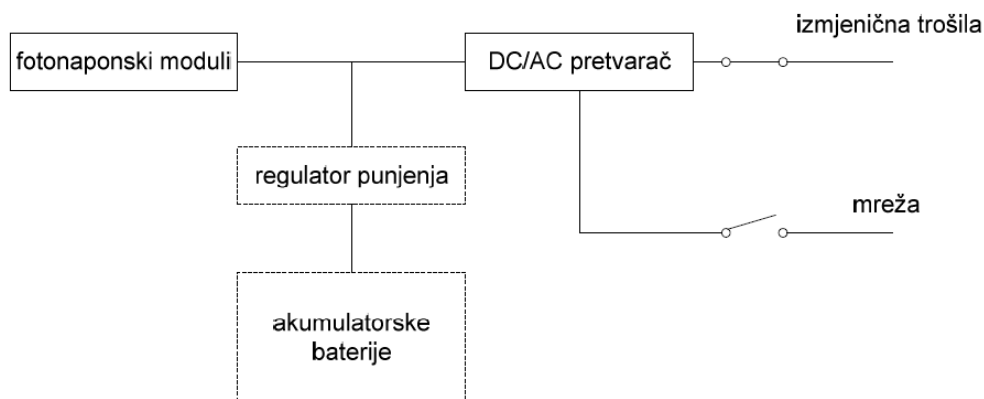 izmjenična trošila
fotonaponski moduli
DC/AC pretvarač
regulator punjenja
mreža
akumulatorske
baterije